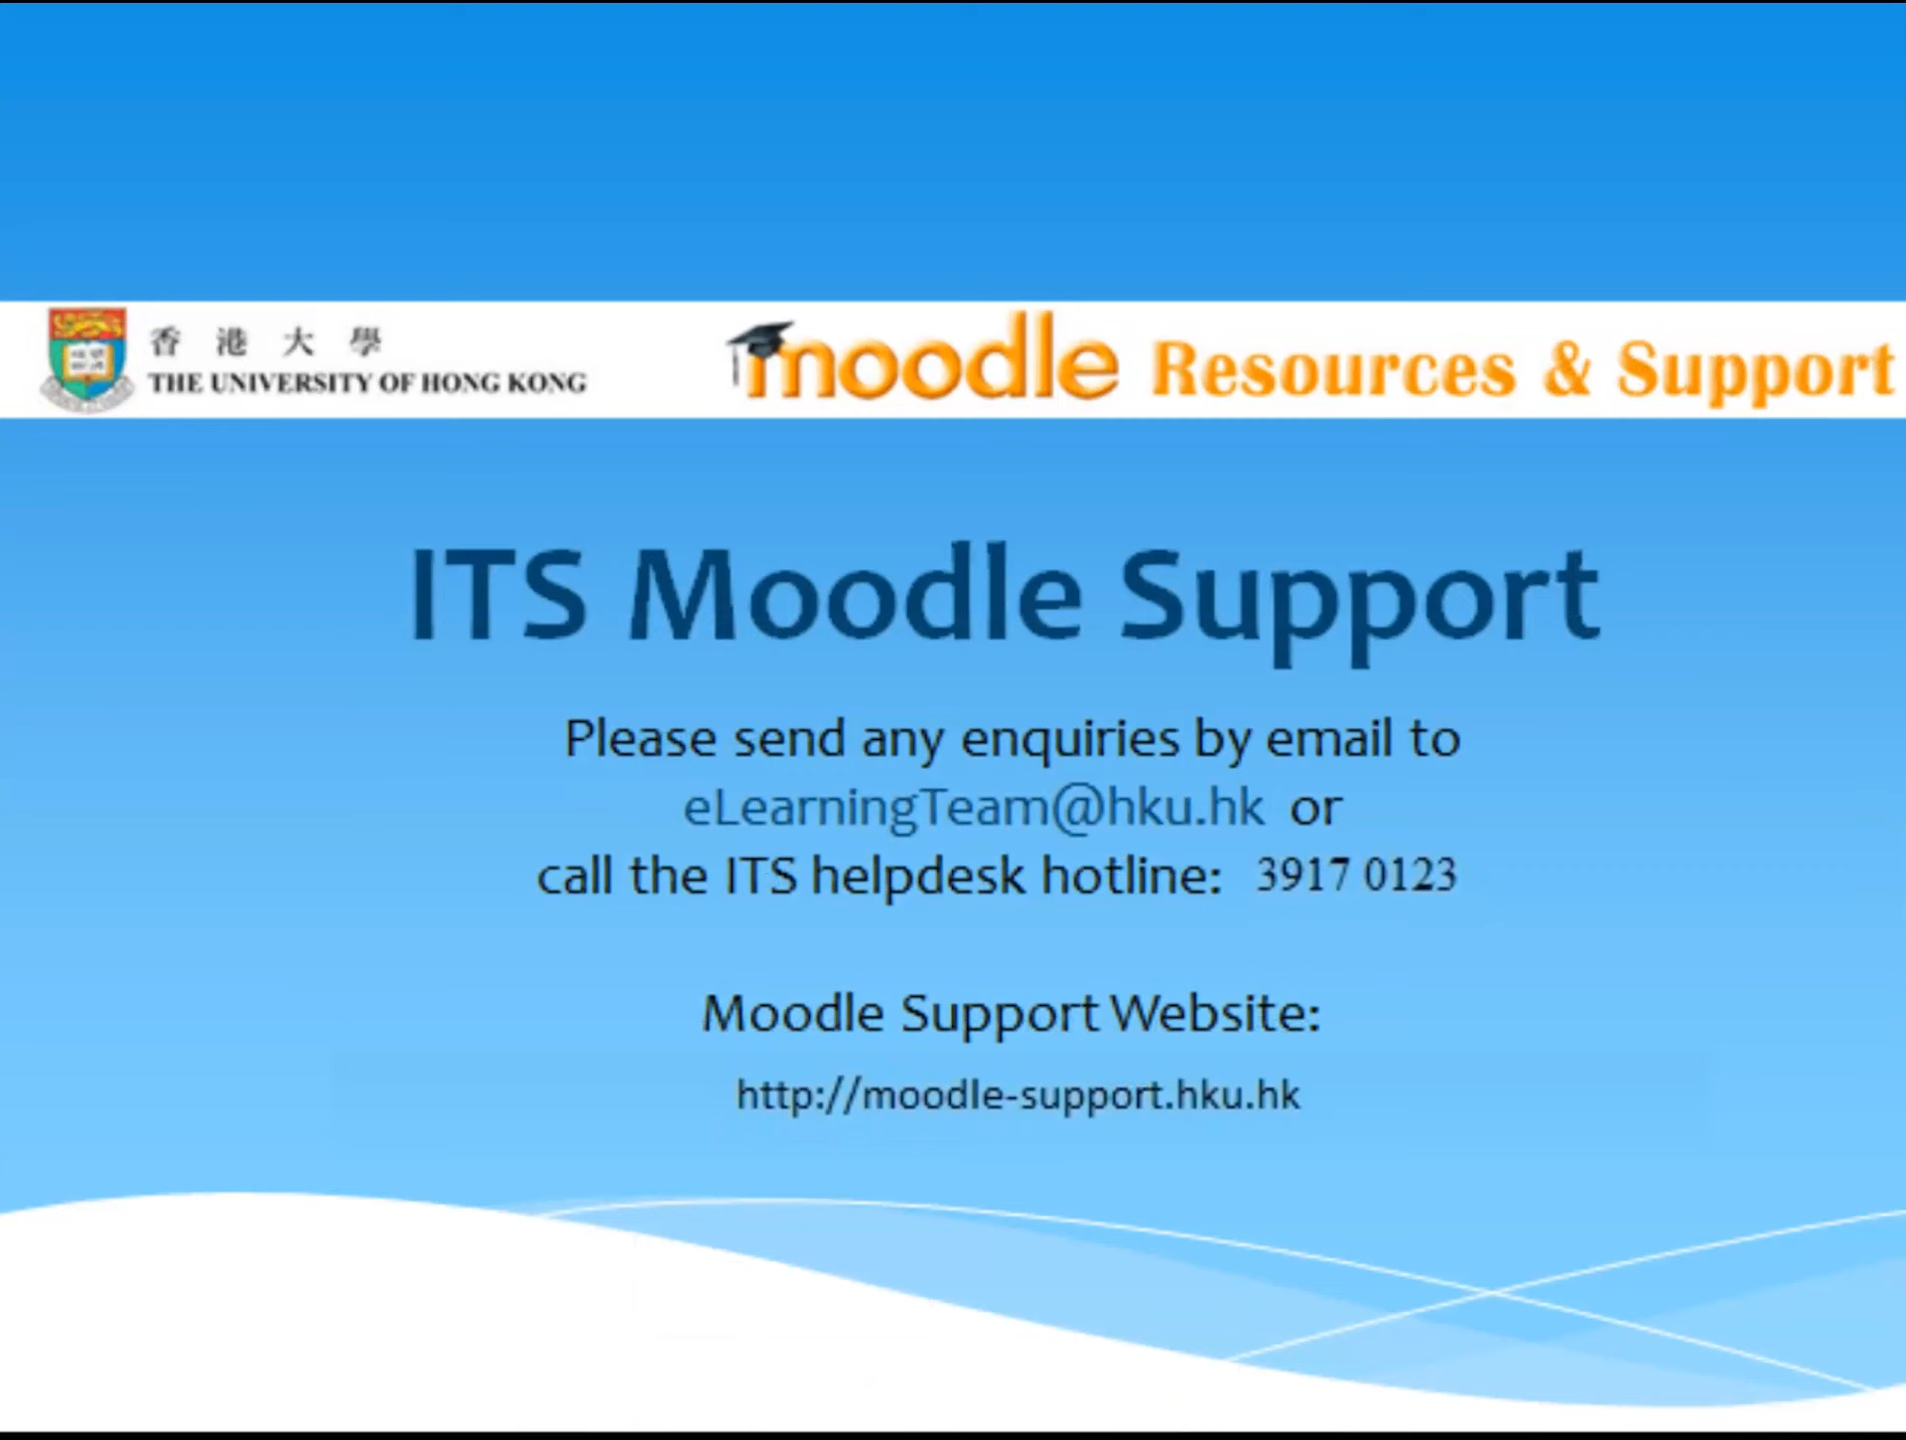 香港大學
THE UNIVERSITY OF HONG KONG
moodle Resources & Support
ITS Moodle Support
Please send any enquiries by email to
eLearningTeam@hku.hk or
call the ITS helpdesk hotline: 3917 0123
Moodle Support Website:
http://moodle-support.hku.hk